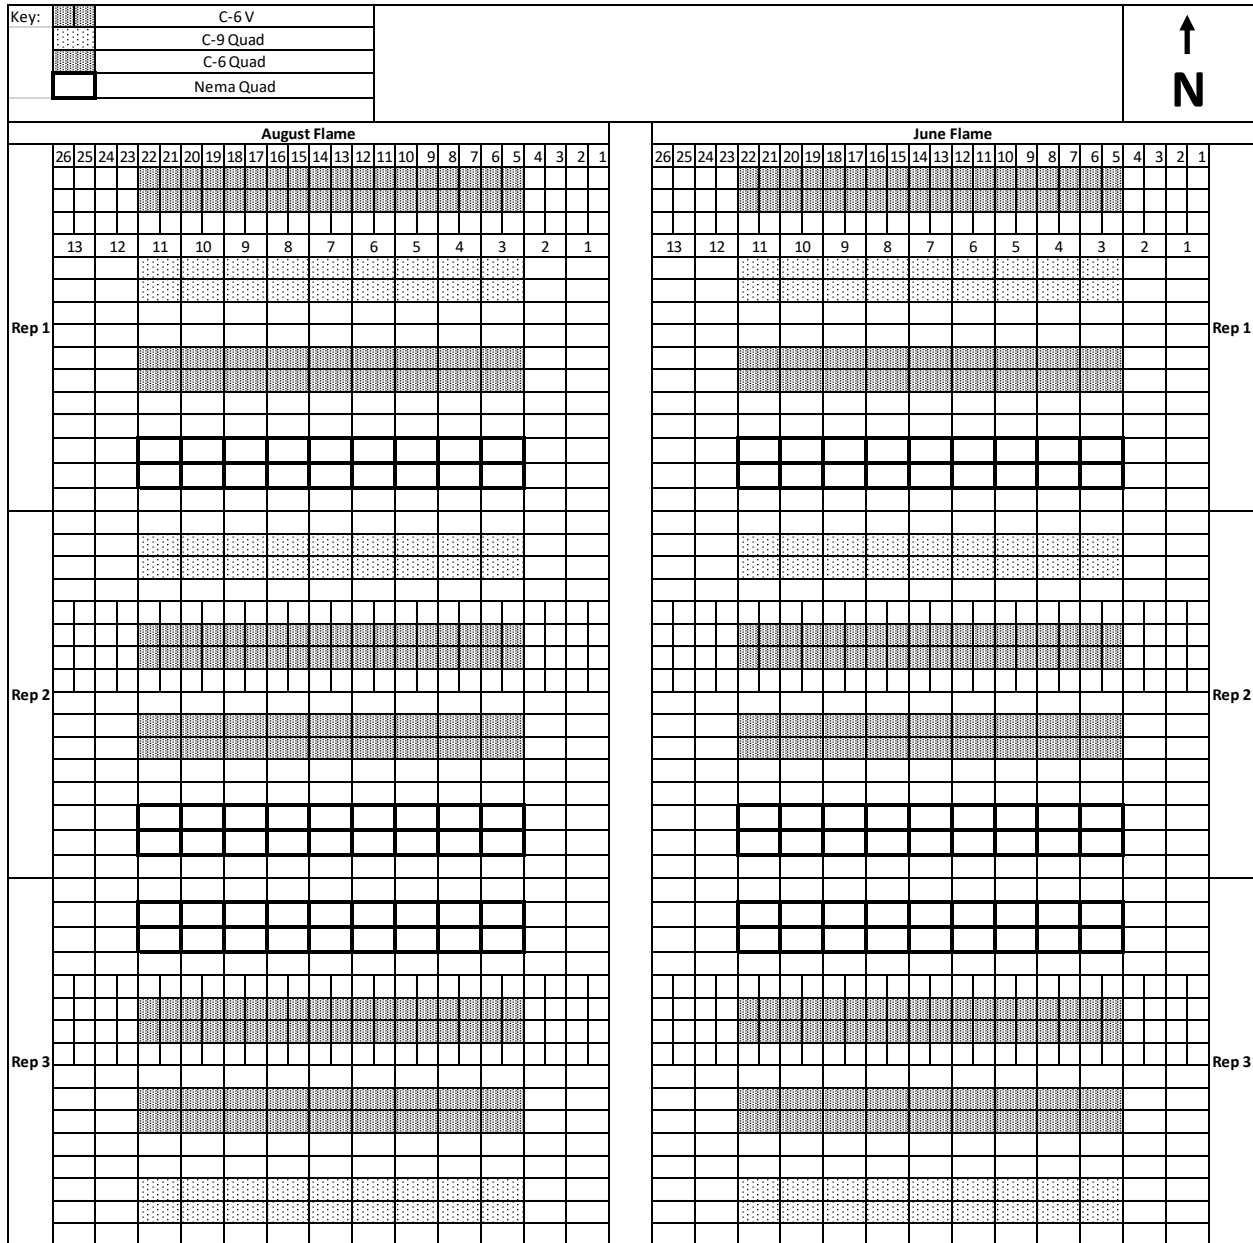 Key: C-6 V
C-9 Quad
C-6 Quad
Nema Quad
N
August Flame June Flame
26 25 24 23 22 21 20 19 18 17 16 15 14 13 12 11 10 9 8 7 6 5 4 3 2 1 26 25 24 23 22 21 20 19 18 17 16 15 14 13 12 11 10 9 8 7 6 5 4 3 2 1
13 12 11 10 9 8 7 6 5 4 3 2 1 13 12 11 10 9 8 7 6 5 4 3 2 1
Rep 1 Rep 1
Rep 2 Rep 2
Rep 3 Rep 3